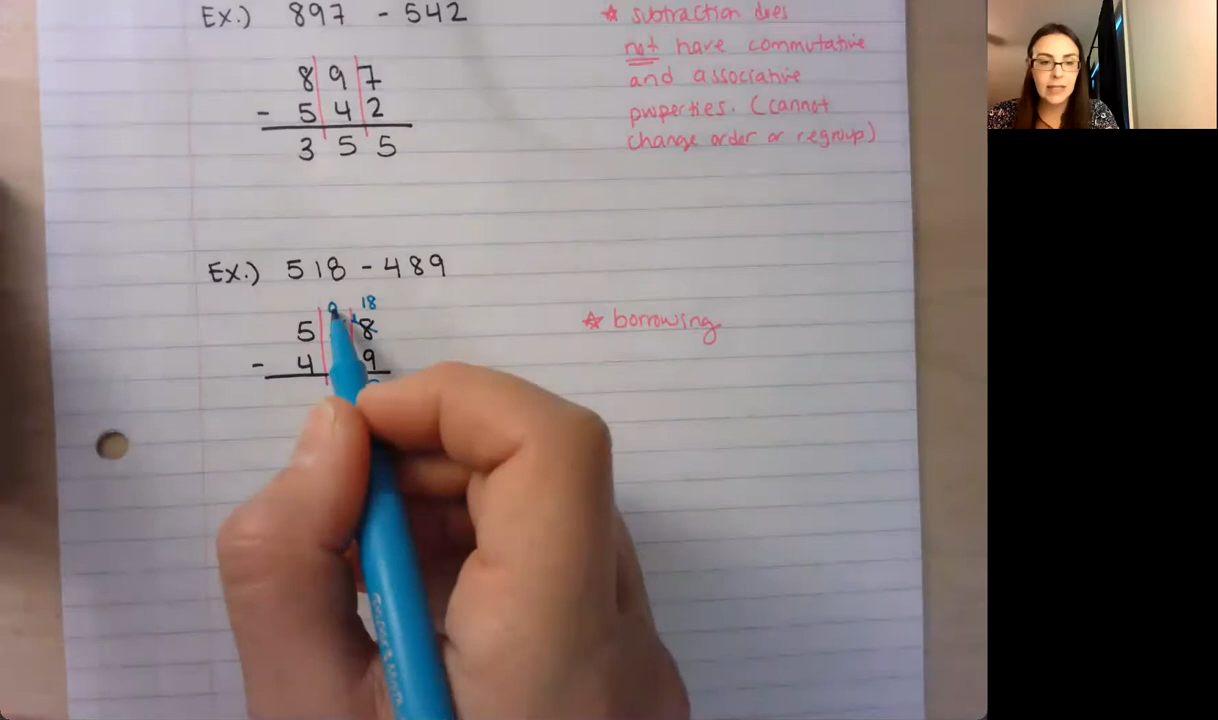 Ex.) 897 - 542
* subtraction does
not have commutative
and associative
properties. (cannot
change order or regroup)
8 9 7
- 5 4 2
3 5 5
Ex.) 518 - 489
* borrowing
0 18
5 8
- 4 9